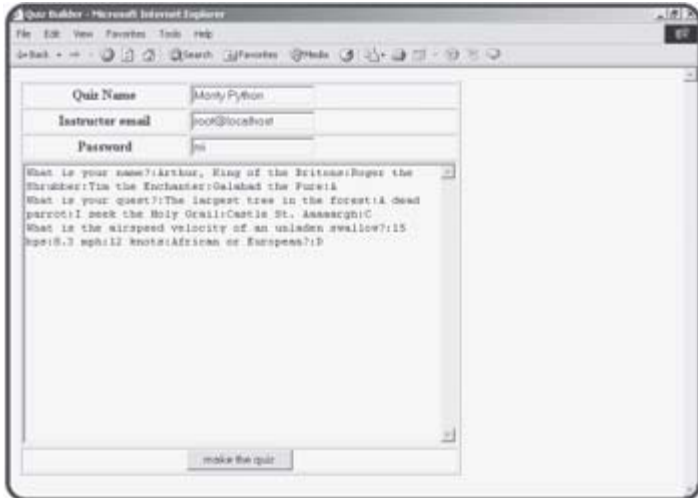 Quiz Builder - Microsoft Internet Explorer
File Edit View Favorites Tools Help
Back Search Favorites Media
Quiz Name Monty Python
Instructor email root@localhost
Password ni
What is your name?:Arthur, King of the Britons:Roger the
Shrubber:Tim the Enchanter:Galahad the Pure:A
What is your quest?:The largest tree in the forest:A dead
parrot:I seek the Holy Grail:Castle St. Aaaaargh:C
What is the airspeed velocity of an unladen swallow?:15
kps:8.3 mph:12 knots:African or European?:D
make the quiz